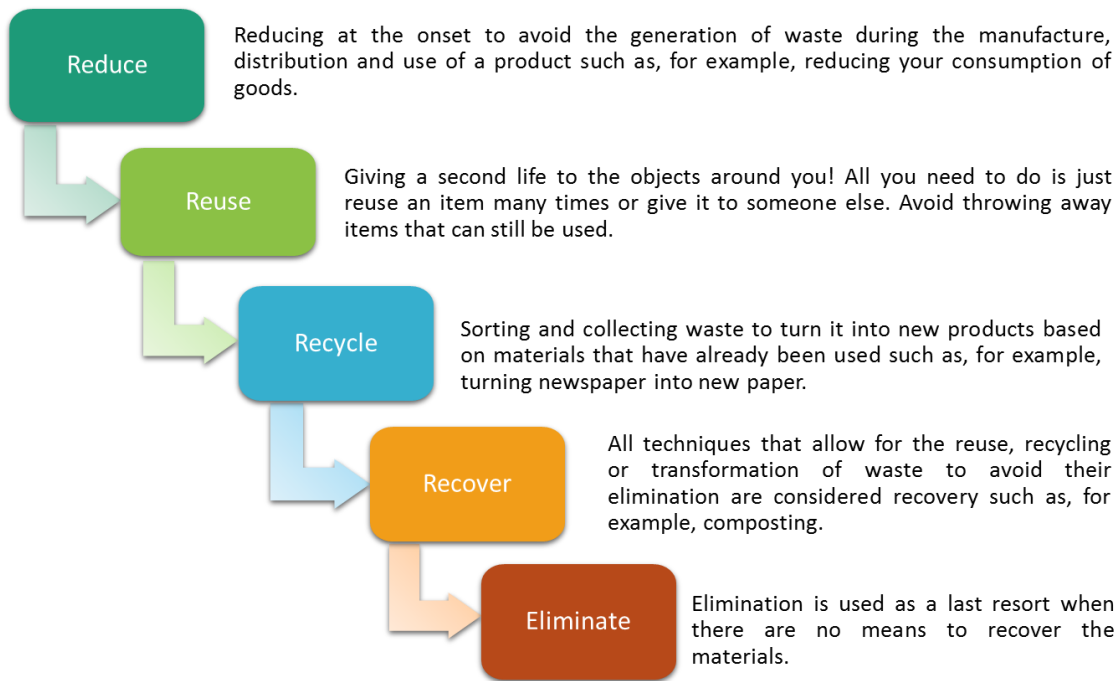 Reduce
Reducing at the onset to avoid the generation of waste during the manufacture,
distribution and use of a product such as, for example, reducing your consumption of
goods.
Reuse
Giving a second life to the objects around you! All you need to do is just
reuse an item many times or give it to someone else. Avoid throwing away
items that can still be used.
Recycle
Sorting and collecting waste to turn it into new products based
on materials that have already been used such as, for example,
turning newspaper into new paper.
Recover
All techniques that allow for the reuse, recycling
or transformation of waste to avoid their
elimination are considered recovery such as, for
example, composting.
Eliminate
Elimination is used as a last resort when
there are no means to recover the
materials.